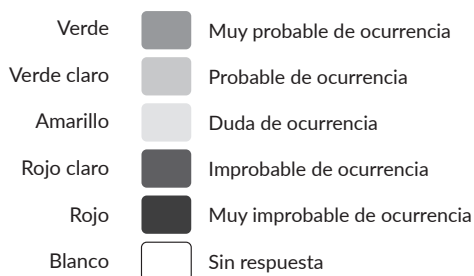 Verde Muy probable de ocurrencia
Verde claro Probable de ocurrencia
Amarillo Duda de ocurrencia
Rojo claro Improbable de ocurrencia
Rojo Muy improbable de ocurrencia
Blanco Sin respuesta